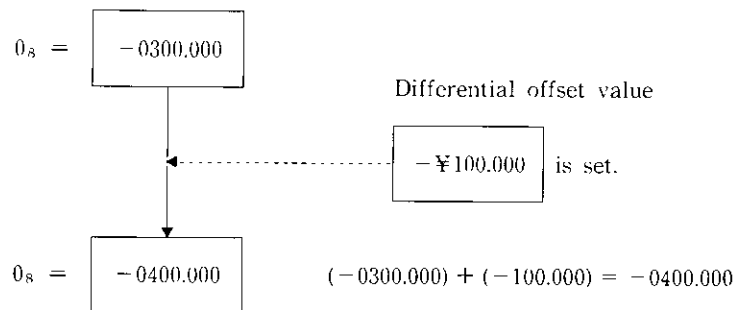 0₈ = -0300.000
Differential offset value
-¥100.000 is set.
0₈ = -0400.000 (-0300.000) + (-100.000) = -0400.000